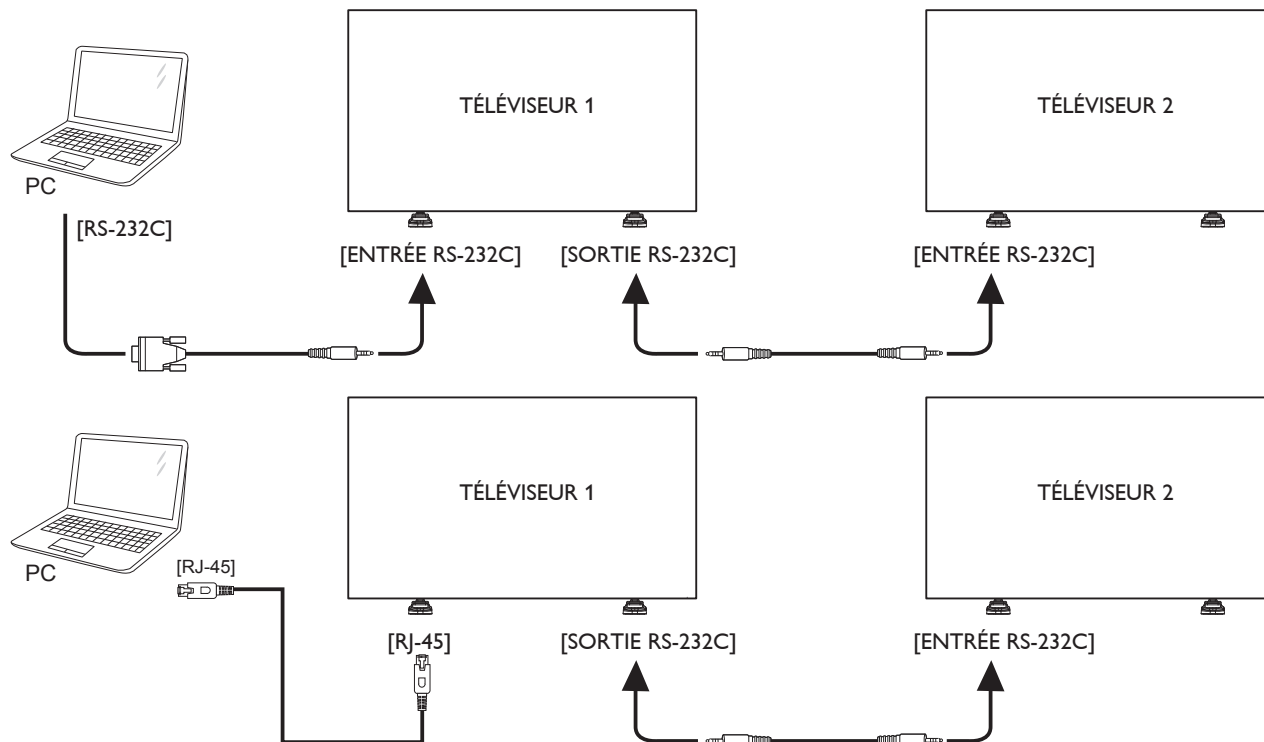 TÉLÉVISEUR 1
TÉLÉVISEUR 2
PC
[RS-232C]
[ENTRÉE RS-232C]
[SORTIE RS-232C]
[ENTRÉE RS-232C]
TÉLÉVISEUR 1
TÉLÉVISEUR 2
PC
[RJ-45]
[RJ-45]
[SORTIE RS-232C]
[ENTRÉE RS-232C]